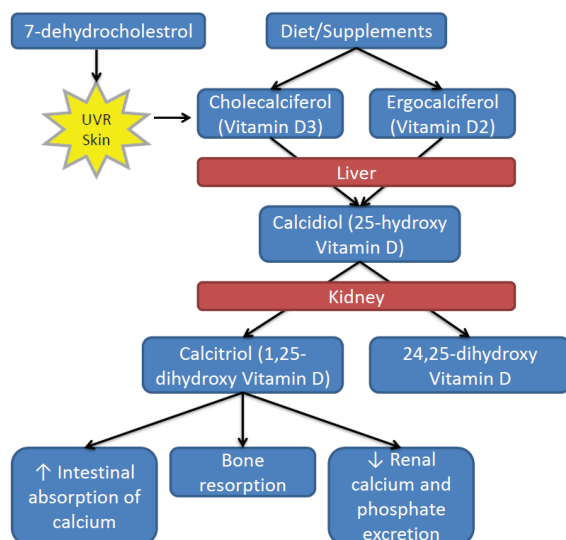 7-dehydrocholestrol
Diet/Supplements
UVR
Skin
Cholecalciferol
(Vitamin D3)
Ergocalciferol
(Vitamin D2)
Liver
Calcidiol (25-hydroxy
Vitamin D)
Kidney
Calcitriol (1,25-
dihydroxy Vitamin D)
24,25-dihydroxy
Vitamin D
↑ Intestinal
absorption of
calcium
Bone
resorption
↓ Renal
calcium and
phosphate
excretion